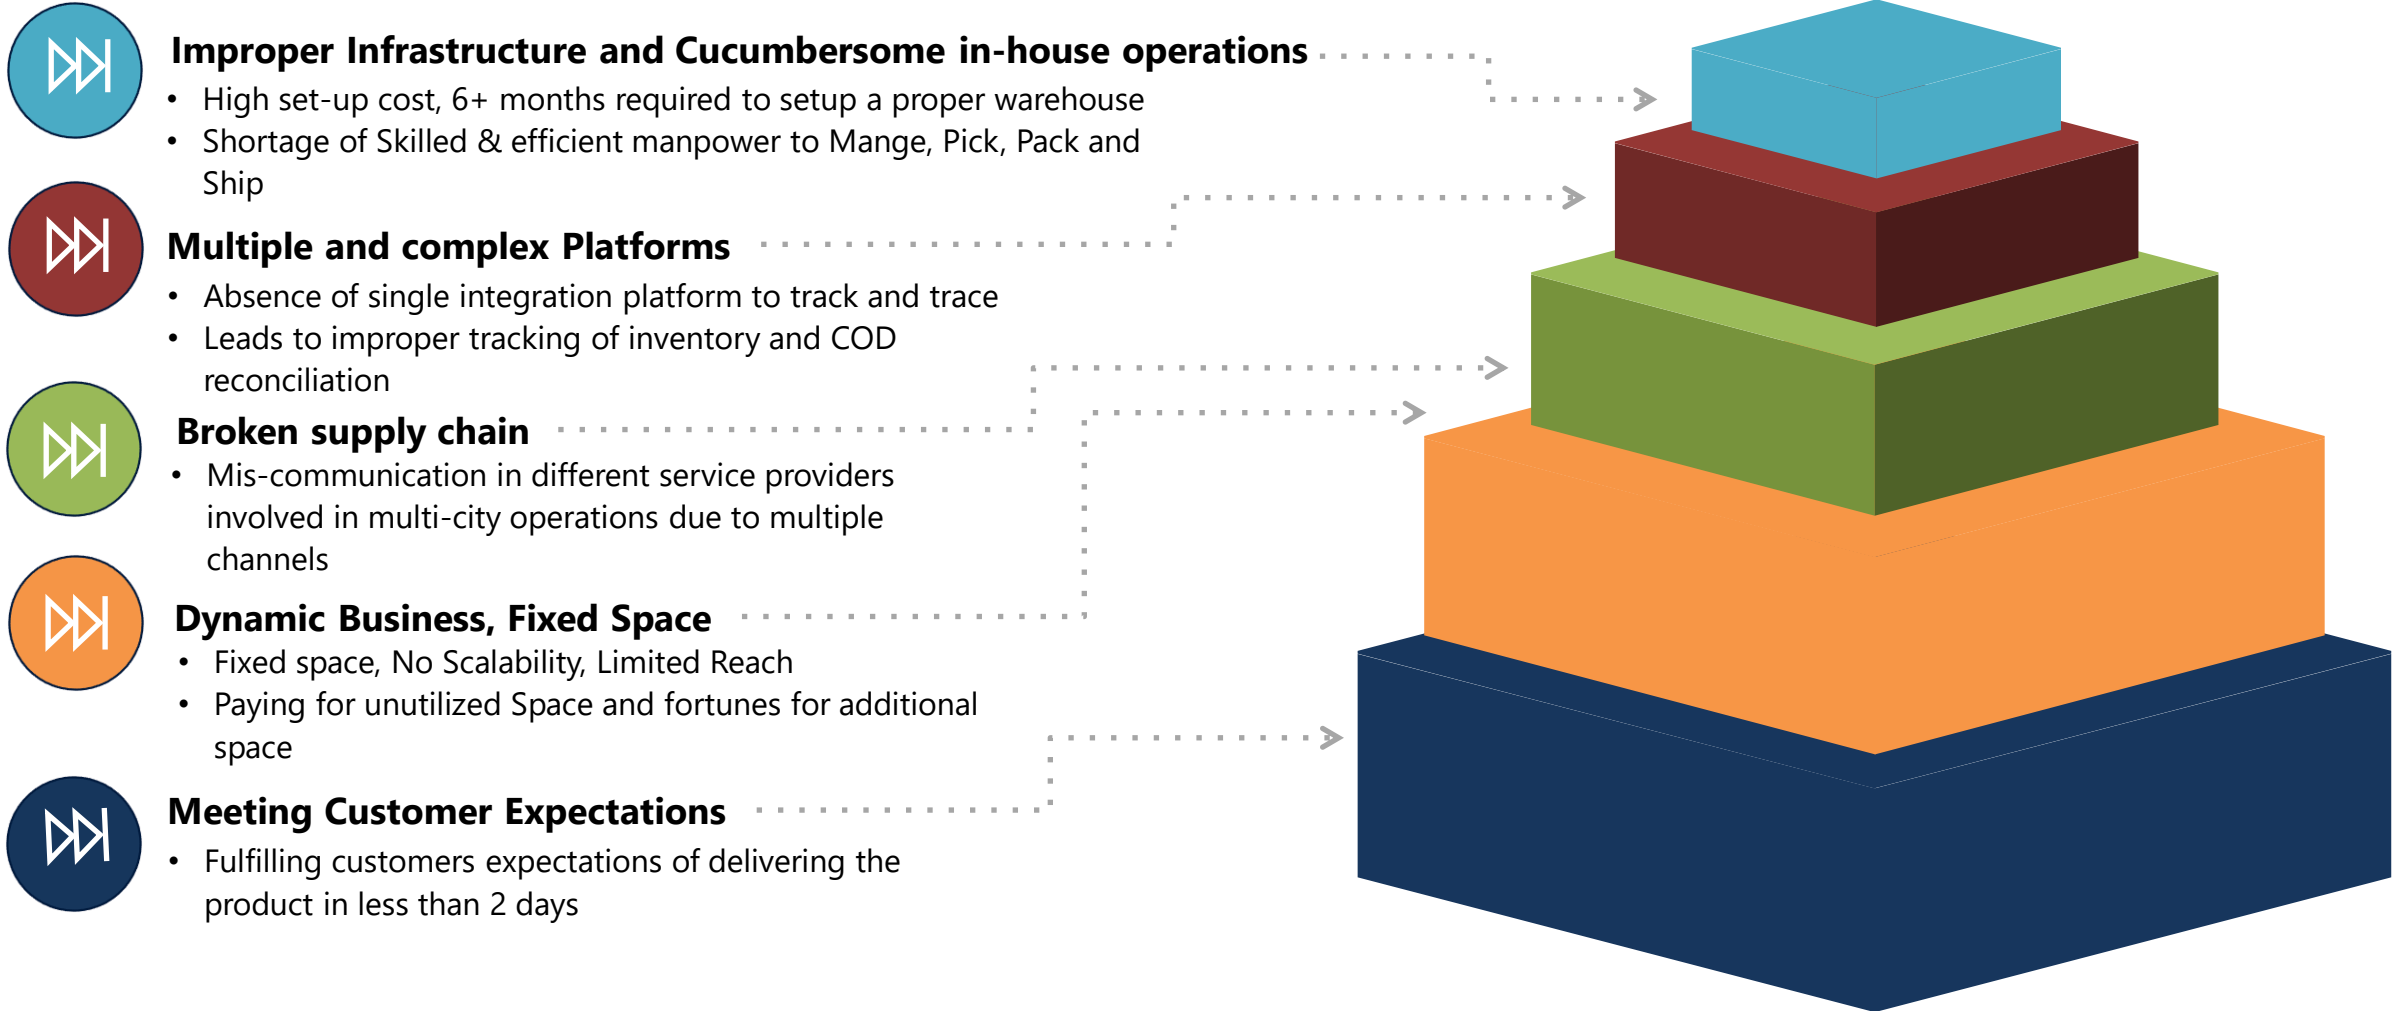 Improper Infrastructure and Cucumbersome in-house operations
• High set-up cost, 6+ months required to setup a proper warehouse
• Shortage of Skilled & efficient manpower to Mange, Pick, Pack and
Ship
Multiple and complex Platforms
• Absence of single integration platform to track and trace
• Leads to improper tracking of inventory and COD
reconciliation
Broken supply chain
• Mis-communication in different service providers
involved in multi-city operations due to multiple
channels
Dynamic Business, Fixed Space
• Fixed space, No Scalability, Limited Reach
• Paying for unutilized Space and fortunes for additional
space
Meeting Customer Expectations
• Fulfilling customers expectations of delivering the
product in less than 2 days